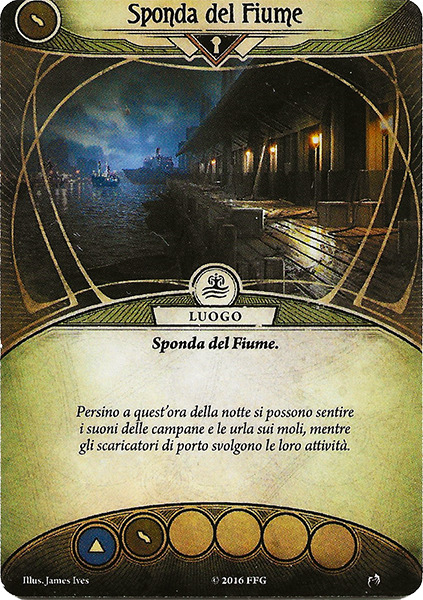 Sponda del Fiume
LUOGO
Sponda del Fiume.
Persino a quest'ora della notte si possono sentire
i suoni delle campane e le urla sui moli, mentre
gli scaricatori di porto svolgono le loro attività.
Illus. James Ives
© 2016 FFG